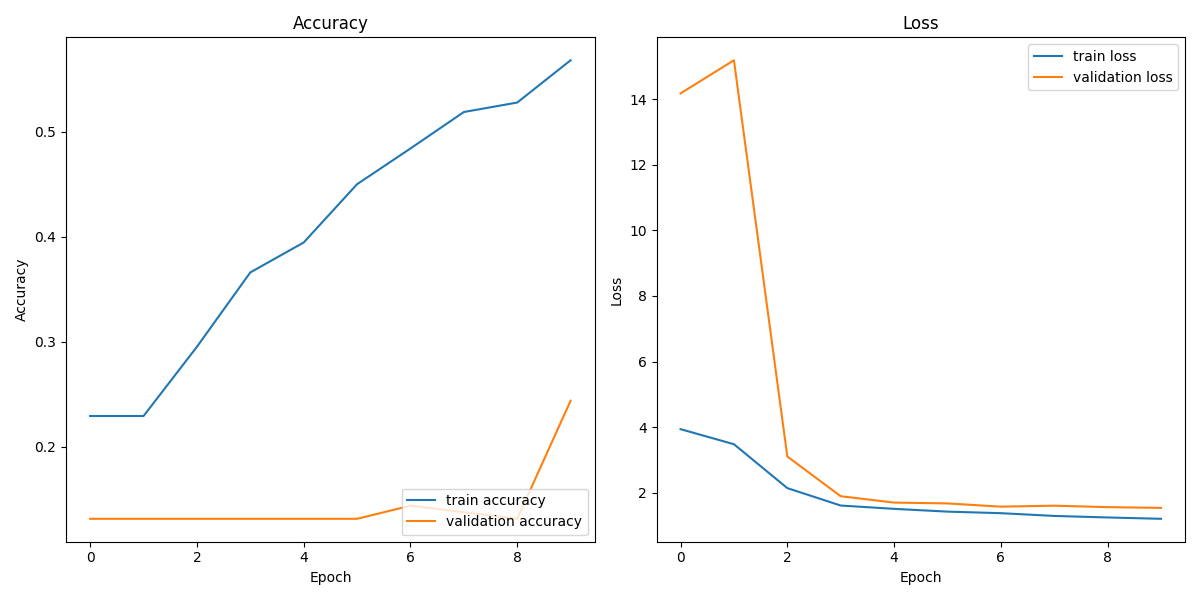 Accuracy
Accuracy
0.5
0.4
0.3
0.2
0 2 4 6 8
Epoch
train accuracy
validation accuracy
Loss
Loss
14
12
10
8
6
4
2
0 2 4 6 8
Epoch
train loss
validation loss